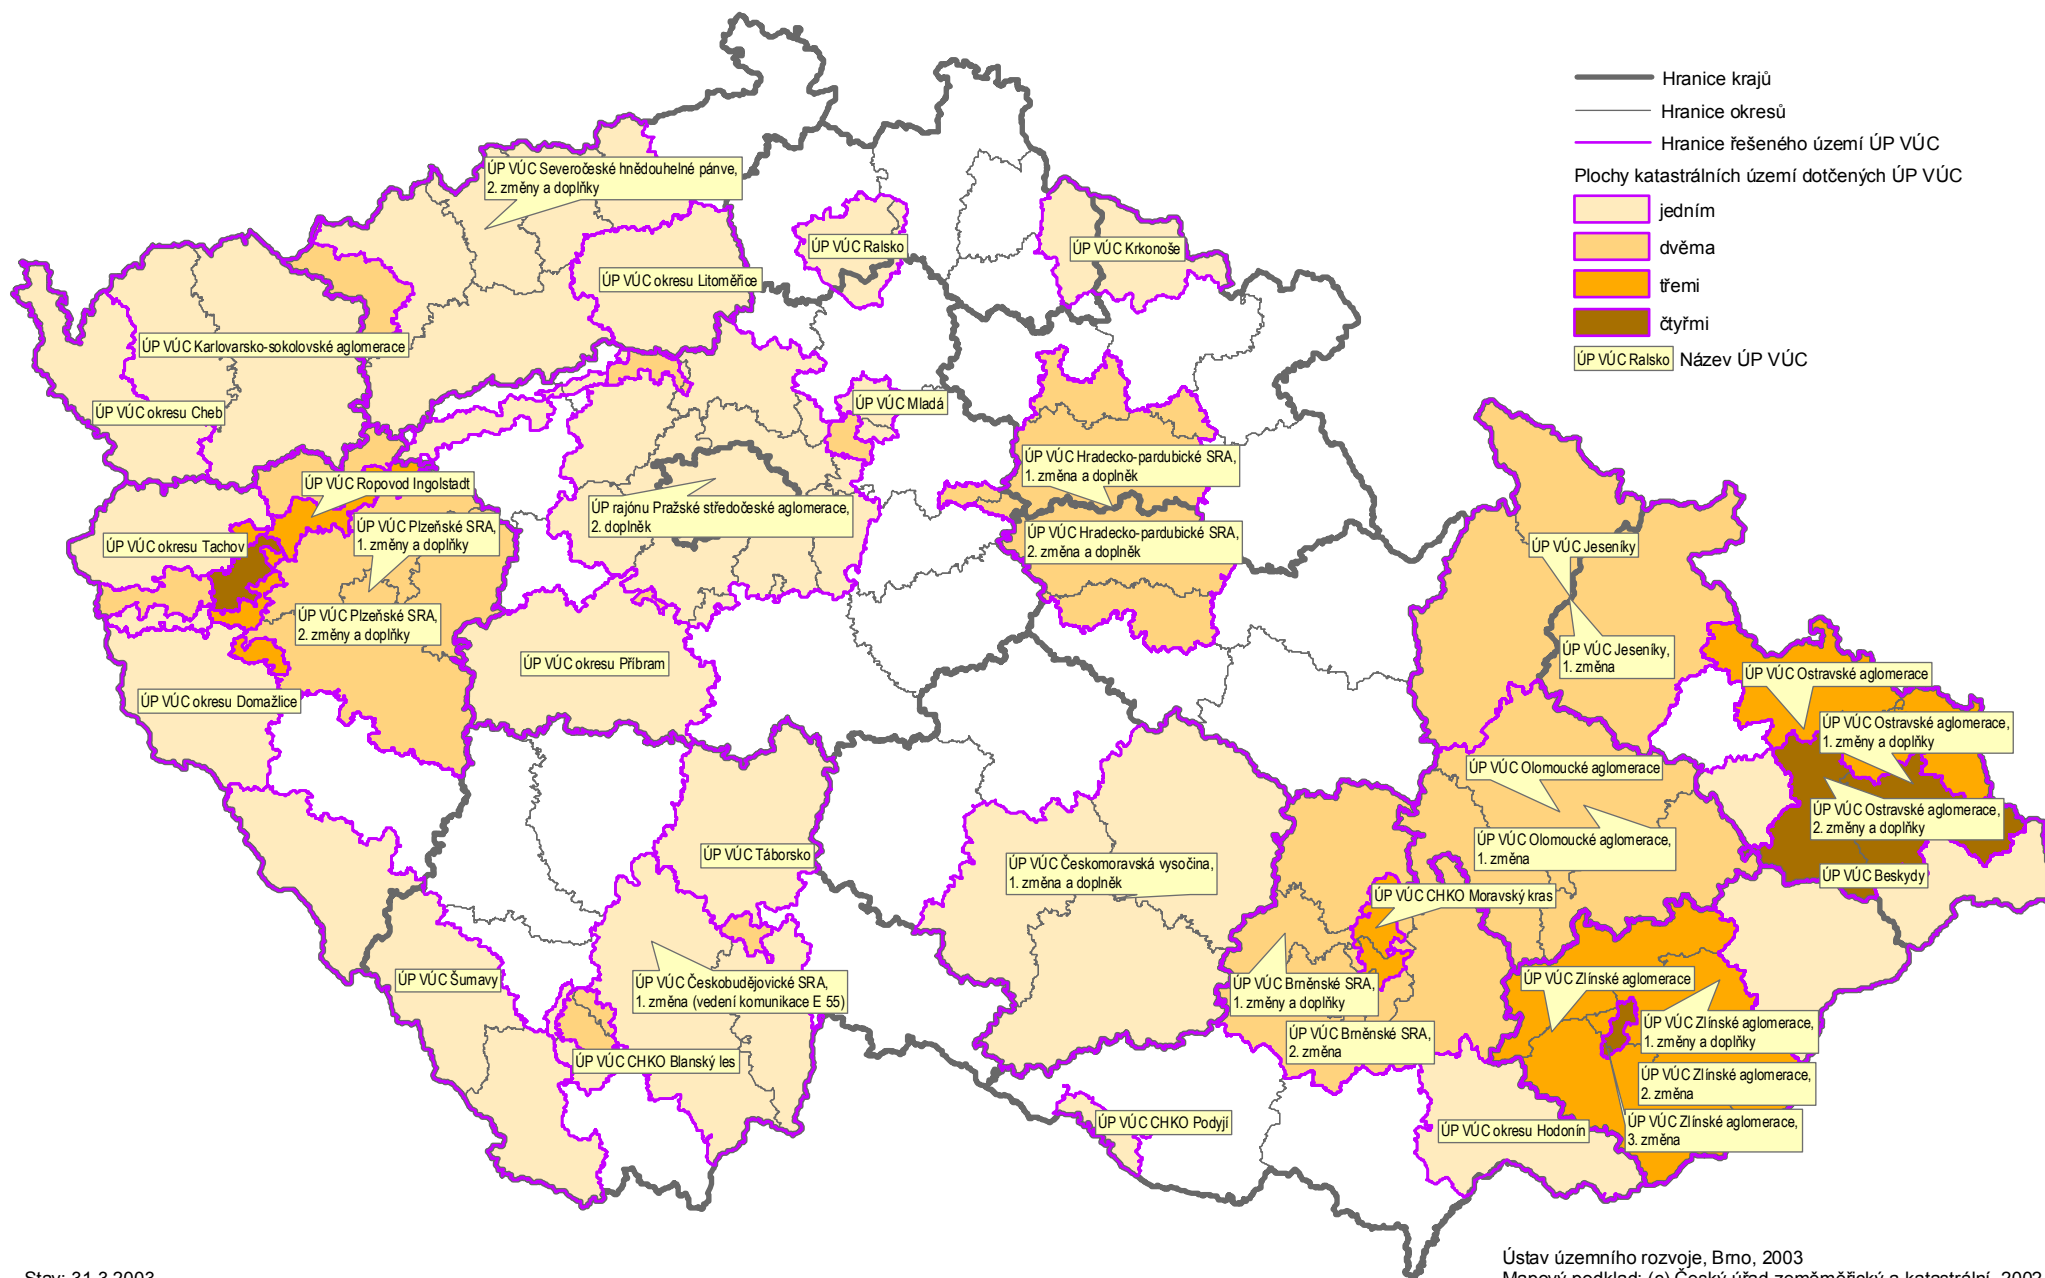 Hranice krajů
Hranice okresů
Hranice řešeného území ÚP VÚC
Plochy katastrálních území dotčených ÚP VÚC
jedním
dvěma
třemi
čtyřmi
ÚP VÚC Ralsko Název ÚP VÚC
ÚP VÚC Severočeské hnědouhelné pánve,
2. změny a doplňky
ÚP VÚC Ralsko
ÚP VÚC Krkonoše
ÚP VÚC okresu Litoměřice
ÚP VÚC Karlovarsko-sokolovské aglomerace
ÚP VÚC okresu Cheb
ÚP VÚC Mladá
ÚP VÚC Ropovod Ingolstadt
ÚP VÚC Hradecko-pardubické SRA,
1. změna a doplněk
ÚP rajónu Pražské středočeské aglomerace,
2. doplněk
ÚP VÚC Plzeňské SRA,
1. změny a doplňky
ÚP VÚC okresu Tachov
ÚP VÚC Hradecko-pardubické SRA,
2. změna a doplněk
ÚP VÚC Jeseníky
ÚP VÚC Plzeňské SRA,
2. změny a doplňky
ÚP VÚC okresu Příbram
ÚP VÚC Jeseníky,
1. změna
ÚP VÚC okresu Domažlice
ÚP VÚC Ostravské aglomerace
ÚP VÚC Ostravské aglomerace,
1. změny a doplňky
ÚP VÚC Olomoucké aglomerace
ÚP VÚC Ostravské aglomerace,
2. změny a doplňky
ÚP VÚC Olomoucké aglomerace,
1. změna
ÚP VÚC Táborsko
ÚP VÚC Českomoravská vysočina,
1. změna a doplněk
ÚP VÚC Beskydy
ÚP VÚC CHKO Moravský kras
ÚP VÚC Šumavy
ÚP VÚC Českobudějovické SRA,
1. změna (vedení komunikace E 55)
ÚP VÚC Brněnské SRA,
1. změny a doplňky
ÚP VÚC Zlínské aglomerace
ÚP VÚC Zlínské aglomerace,
1. změny a doplňky
ÚP VÚC Brněnské SRA,
2. změna
ÚP VÚC CHKO Blanský les
ÚP VÚC Zlínské aglomerace,
2. změna
ÚP VÚC CHKO Podyjí
ÚP VÚC okresu Hodonín
ÚP VÚC Zlínské aglomerace,
3. změna
Ústav územního rozvoje, Brno, 2003
Stav: 31.3.2003
Mapový podklad: (c) Český úřad zeměměřický a katastrální, 2002